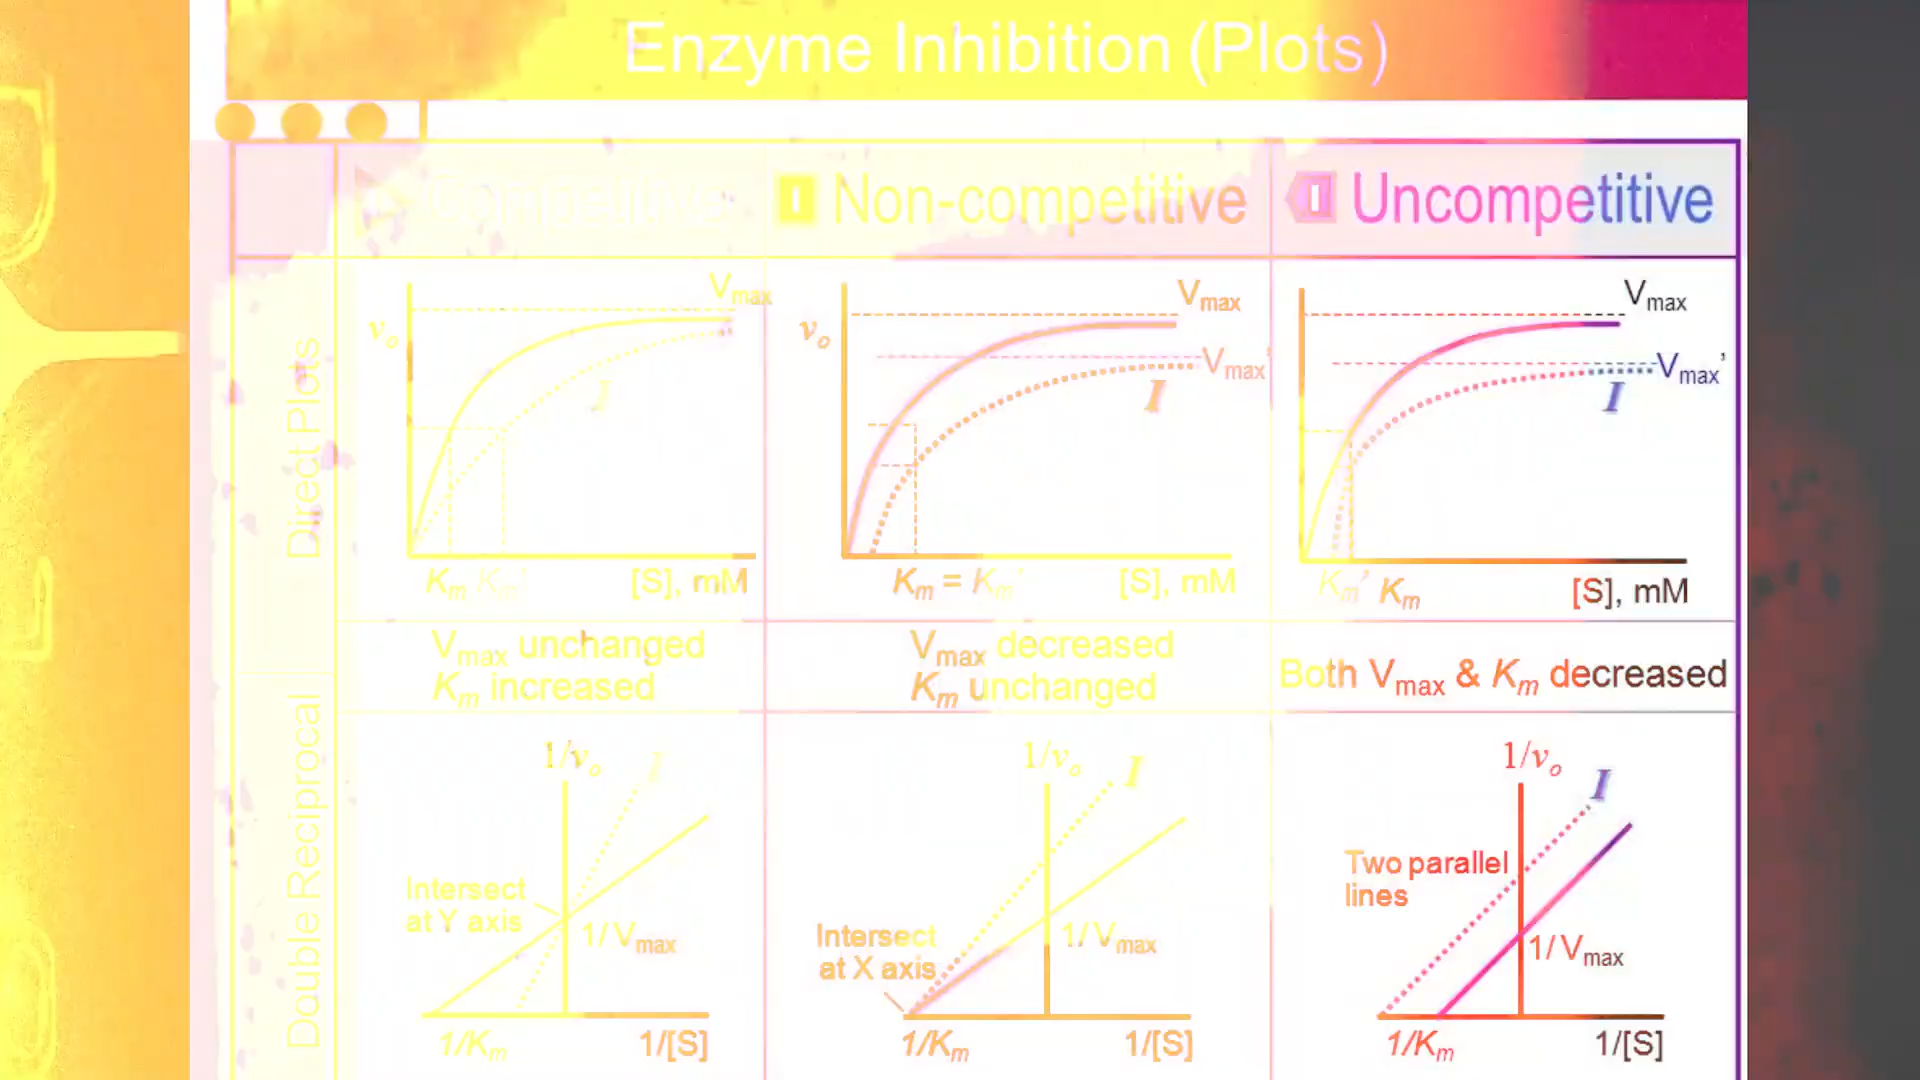 Enzyme Inhibition (Plots)
Competitive
I Non-competitive
I Uncompetitive
Direct Plots
Vmax
vo
I
Km Km'
[S], mM
Vmax
vo
Vmax'
I
Km = Km'
[S], mM
Vmax
Vmax'
I
Km' Km
[S], mM
Vmax unchanged
Km increased
Vmax decreased
Km unchanged
Both Vmax & Km decreased
Double Reciprocal
1/vo
I
Intersect
at Y axis
1/ Vmax
1/Km
1/[S]
1/vo
I
Intersect
at X axis
1/ Vmax
1/Km
1/[S]
1/vo
I
Two parallel
lines
1/ Vmax
1/Km
1/[S]